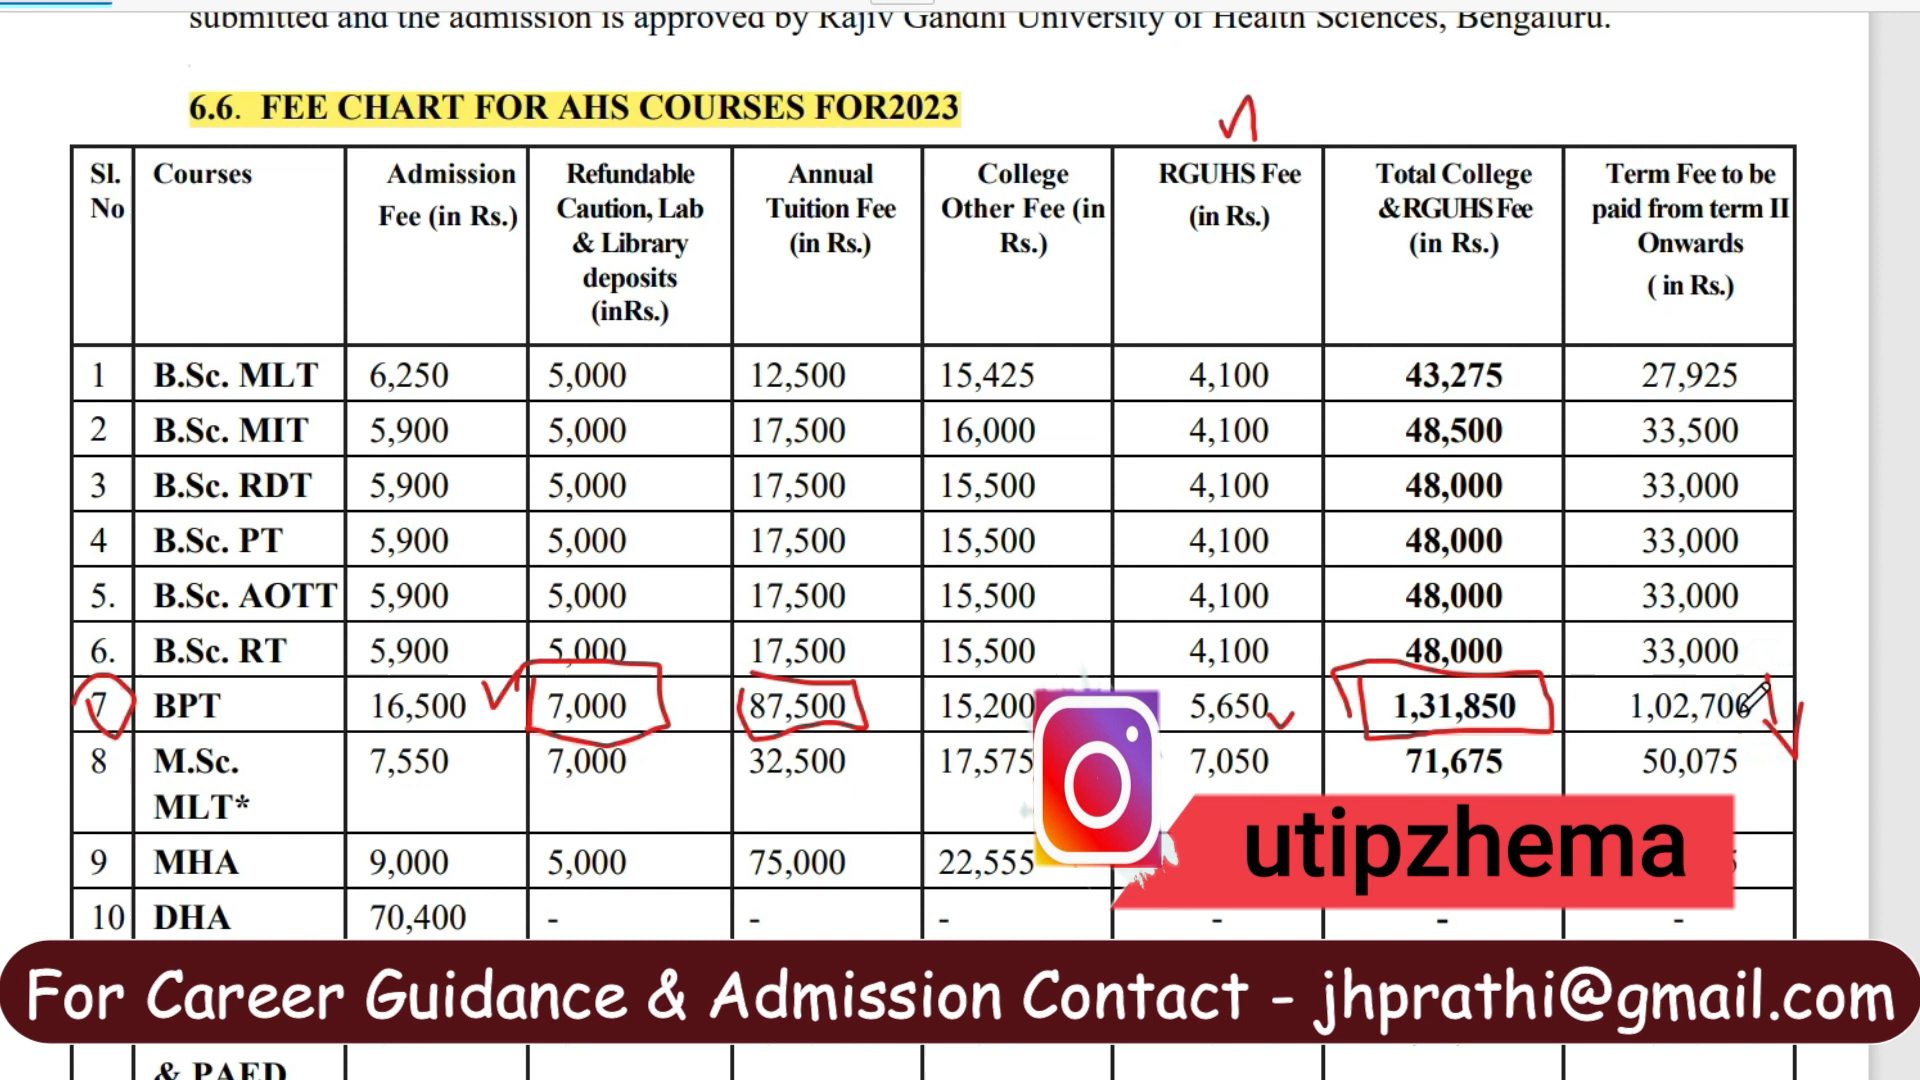 submitted and the admission is approved by Rajiv Gandhi University of Health Sciences, Bengaluru.
6.6. FEE CHART FOR AHS COURSES FOR2023
Sl. No Courses Admission Fee (in Rs.) Refundable Caution, Lab & Library deposits (inRs.) Annual Tuition Fee (in Rs.) College Other Fee (in Rs.) RGUHS Fee (in Rs.) Total College &RGUHS Fee (in Rs.) Term Fee to be paid from term II Onwards ( in Rs.)
1 B.Sc. MLT 6,250 5,000 12,500 15,425 4,100 43,275 27,925
2 B.Sc. MIT 5,900 5,000 17,500 16,000 4,100 48,500 33,500
3 B.Sc. RDT 5,900 5,000 17,500 15,500 4,100 48,000 33,000
4 B.Sc. PT 5,900 5,000 17,500 15,500 4,100 48,000 33,000
5. B.Sc. AOTT 5,900 5,000 17,500 15,500 4,100 48,000 33,000
6. B.Sc. RT 5,900 5,000 17,500 15,500 4,100 48,000 33,000
7 BPT 16,500 7,000 87,500 15,200 5,650 1,31,850 1,02,700
8 M.Sc. MLT* 7,550 7,000 32,500 17,575 7,050 71,675 50,075
utipzhema
9 MHA 9,000 5,000 75,000 22,555
10 DHA 70,400 - - - - - -
For Career Guidance & Admission Contact - jhprathi@gmail.com
& PAED